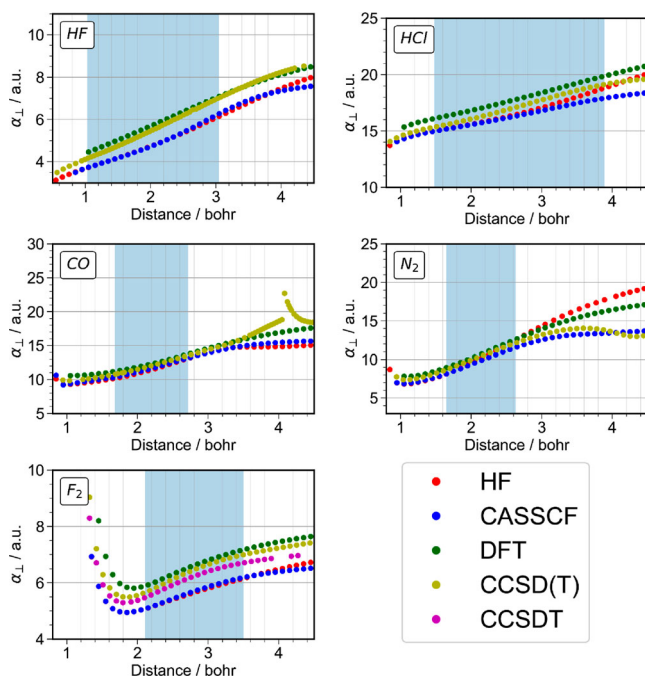 HF
α⊥ / a.u.
10
8
6
4
1
2
3
4
Distance / bohr
HCl
α⊥ / a.u.
25
20
15
10
1
2
3
4
Distance / bohr
CO
α⊥ / a.u.
30
25
20
15
10
5
1
2
3
4
Distance / bohr
N₂
α⊥ / a.u.
25
20
15
10
5
1
2
3
4
Distance / bohr
F₂
α⊥ / a.u.
10
8
6
4
1
2
3
4
Distance / bohr
HF
CASSCF
DFT
CCSD(T)
CCSDT